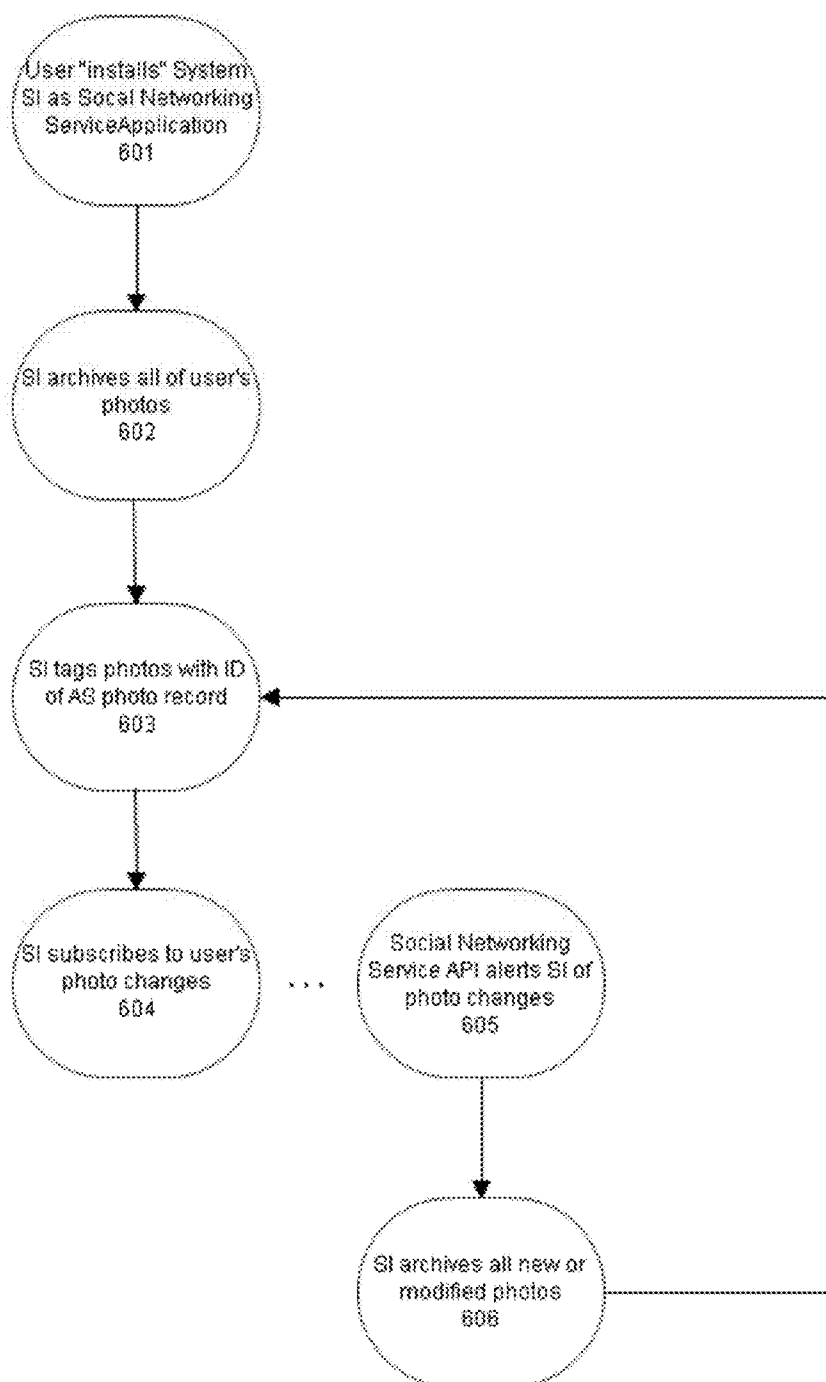 User "installs" System
SI as Socal Networking
ServiceApplication
601
SI archives all of user's
photos
602
SI tags photos with ID
of AS photo record
603
SI subscribes to user's
photo changes
604
...
Social Networking
Service API alerts SI of
photo changes
605
SI archives all new or
modified photos
606